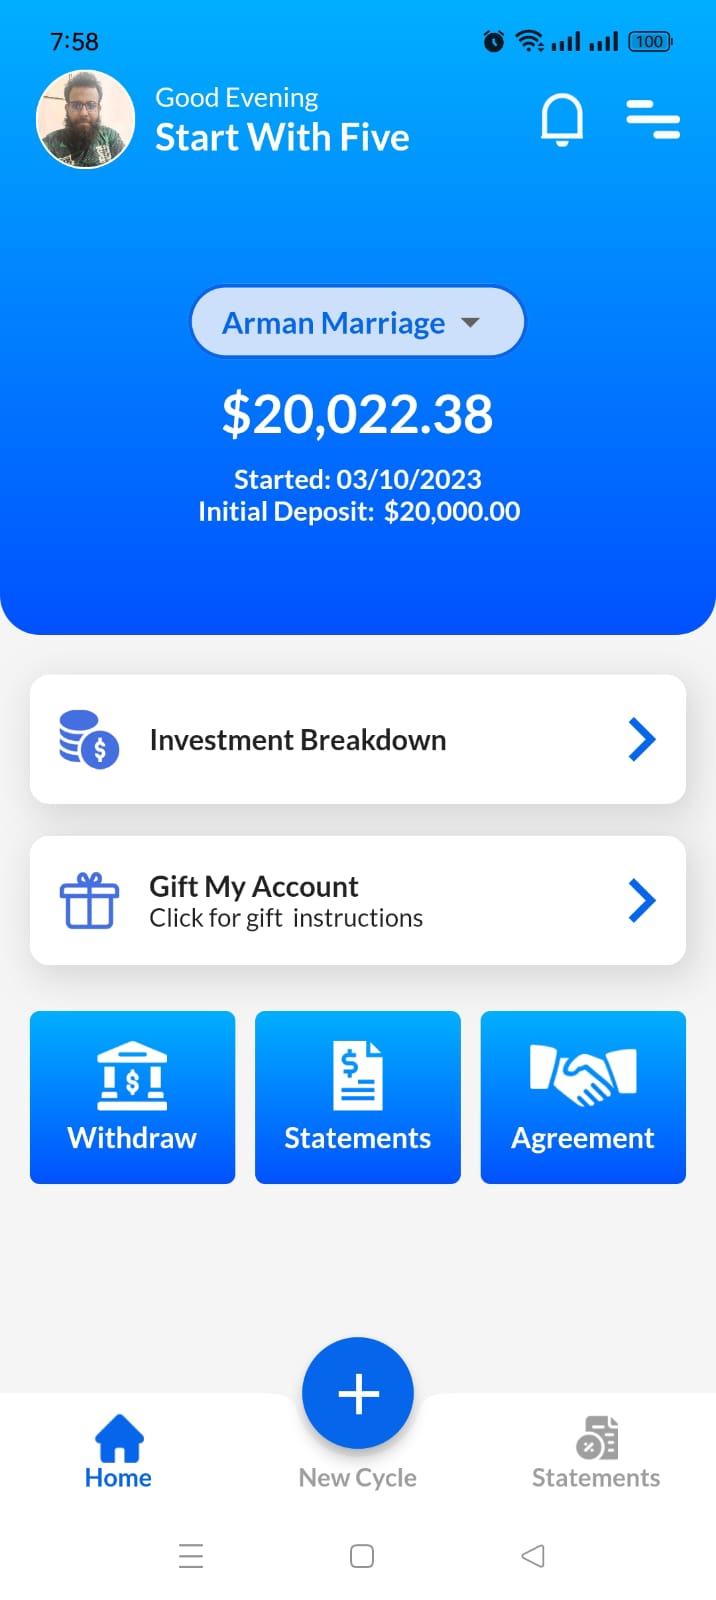 7:58
100
Good Evening
Start With Five
Arman Marriage
$20,022.38
Started: 03/10/2023
Initial Deposit: $20,000.00
Investment Breakdown
$
Gift My Account
Click for gift instructions
$
Withdraw
$
Statements
Agreement
Home
New Cycle
%
Statements